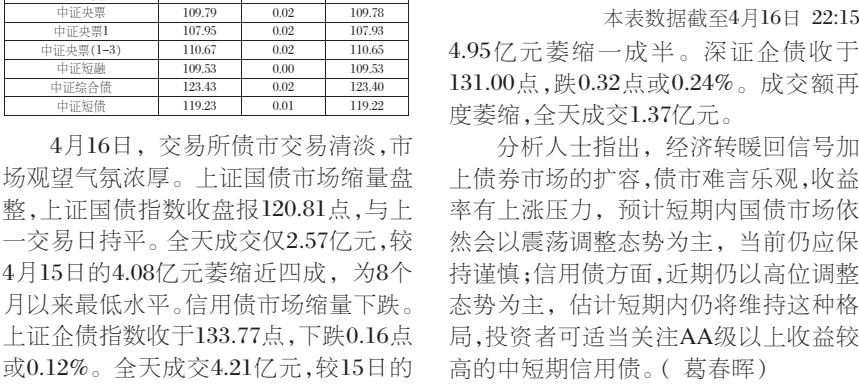 中证央票 109.79 0.02 109.78
中证央票1 107.95 0.02 107.93
中证央票(1-3) 110.67 0.02 110.65
中证短融 109.53 0.00 109.53
中证综合债 123.43 0.02 123.40
中证短债 119.23 0.01 119.22
4月16日，交易所债市交易清淡,市
场观望气氛浓厚。上证国债市场缩量盘
整,上证国债指数收盘报120.81点,与上
一交易日持平。全天成交仅2.57亿元,较
4月15日的4.08亿元萎缩近四成，为8个
月以来最低水平。信用债市场缩量下跌。
上证企债指数收于133.77点,下跌0.16点
或0.12%。全天成交4.21亿元,较15日的
本表数据截至4月16日 22:15
4.95亿元萎缩一成半。深证企债收于
131.00点,跌0.32点或0.24%。成交额再
度萎缩,全天成交1.37亿元。
分析人士指出，经济转暖回信号加
上债券市场的扩容,债市难言乐观,收益
率有上涨压力，预计短期内国债市场依
然会以震荡调整态势为主，当前仍应保
持谨慎;信用债方面,近期仍以高位调整
态势为主，估计短期内仍将维持这种格
局,投资者可适当关注AA级以上收益较
高的中短期信用债。( 葛春晖)